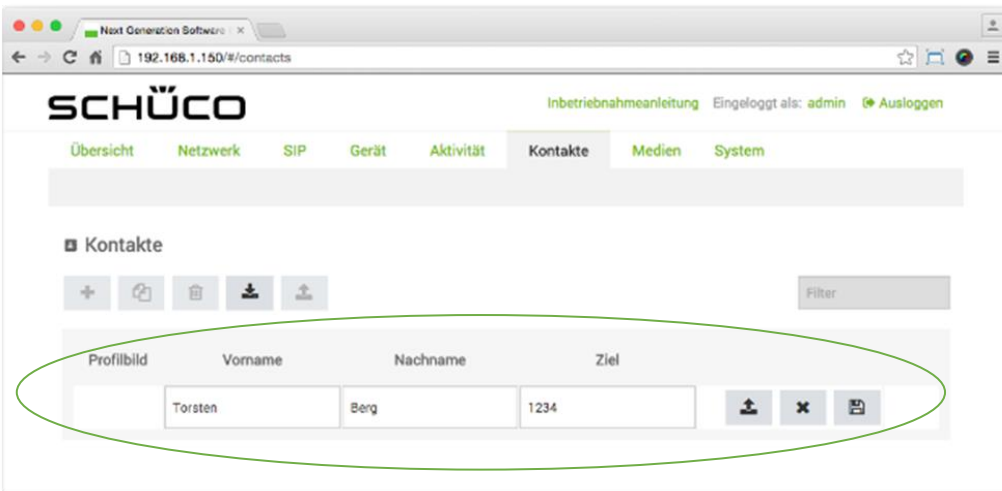 Next Generation Software
192.168.1.150/#/contacts
SCHÜCO
Inbetriebnahmeanleitung Eingeloggt als: admin Ausloggen
Übersicht Netzwerk SIP Gerät Aktivität Kontakte Medien System
Kontakte
Filter
Profilbild Vorname Nachname Ziel
Torsten Berg 1234